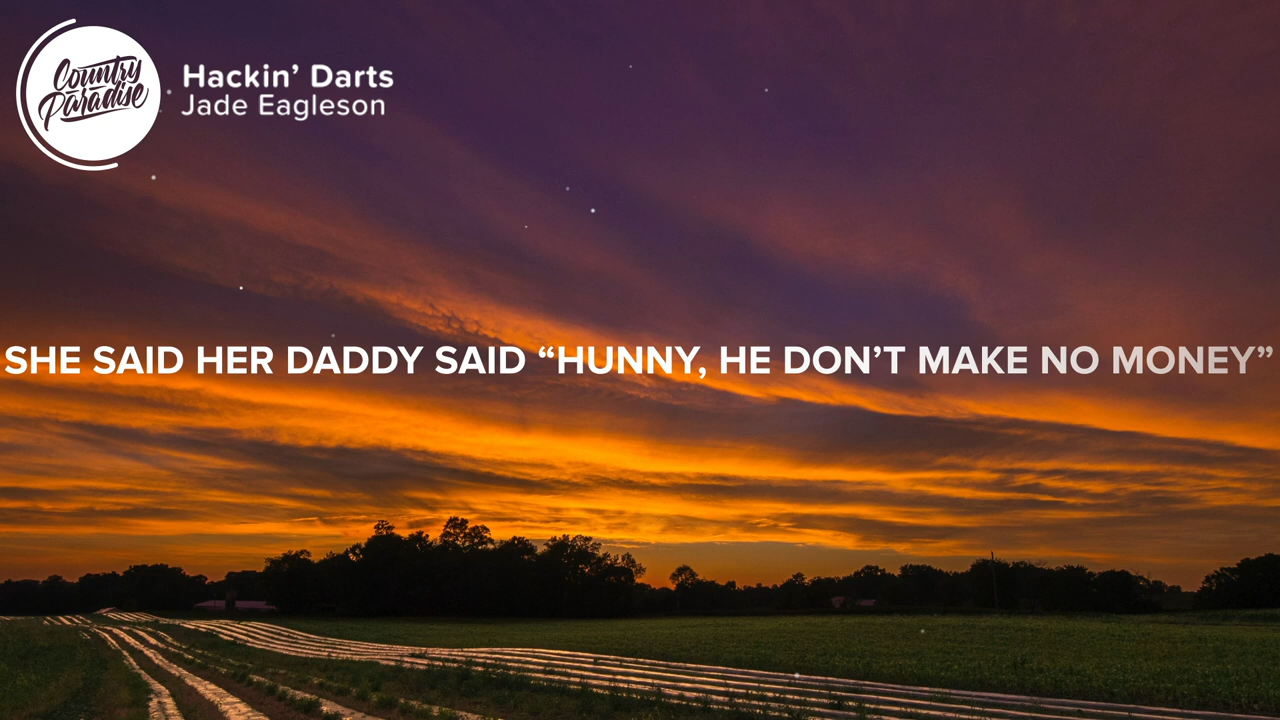 Country
Paradise
Hackin’ Darts
Jade Eagleson
SHE SAID HER DADDY SAID “HUNNY, HE DON’T MAKE NO MONEY”